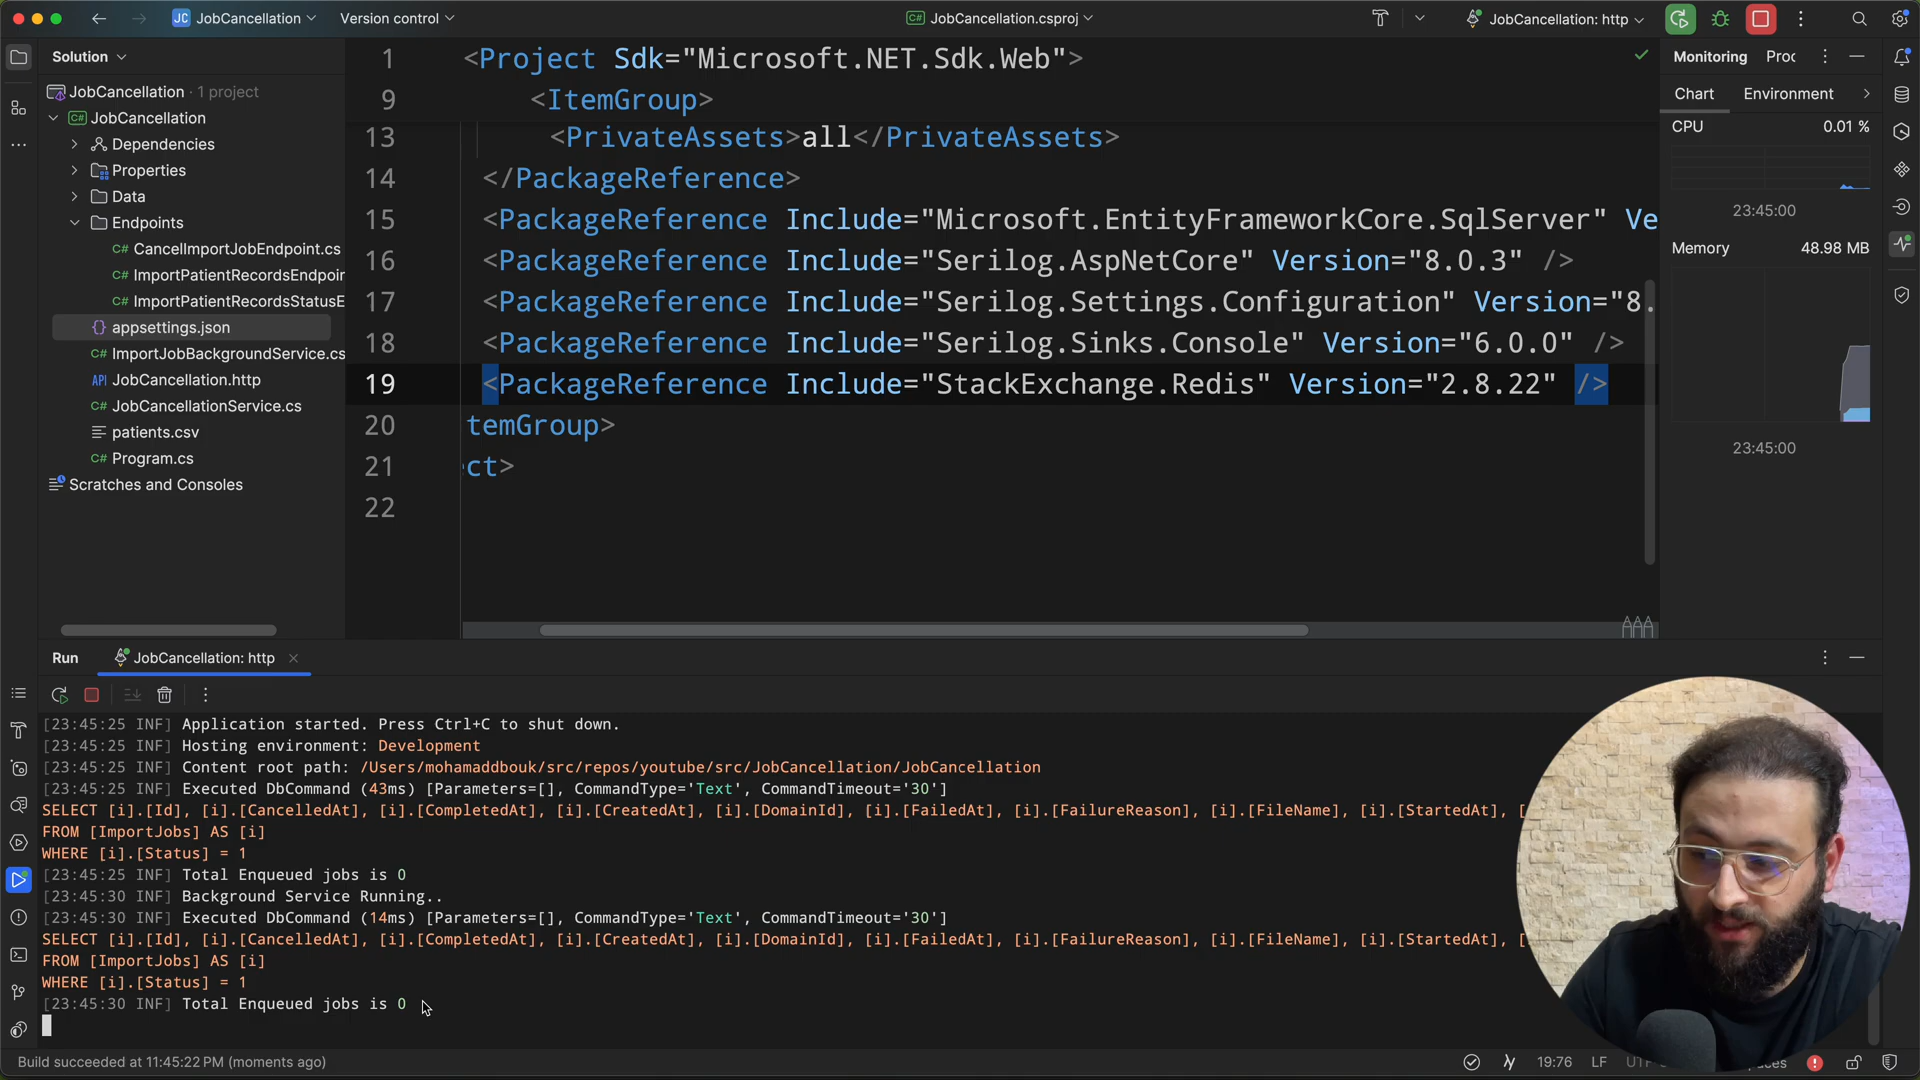 JC JobCancellation
Version control
C# JobCancellation.csproj
JobCancellation: http
Solution
JobCancellation · 1 project
C# JobCancellation
Dependencies
Properties
Data
Endpoints
C# CancelImportJobEndpoint.cs
C# ImportPatientRecordsEndpoir
C# ImportPatientRecordsStatusE
{} appsettings.json
C# ImportJobBackgroundService.cs
API JobCancellation.http
C# JobCancellationService.cs
patients.csv
C# Program.cs
Scratches and Consoles
1 <Project Sdk="Microsoft.NET.Sdk.Web">
9 <ItemGroup>
13 <PrivateAssets>all</PrivateAssets>
14 </PackageReference>
15 <PackageReference Include="Microsoft.EntityFrameworkCore.SqlServer" Ve
16 <PackageReference Include="Serilog.AspNetCore" Version="8.0.3" />
17 <PackageReference Include="Serilog.Settings.Configuration" Version="8.
18 <PackageReference Include="Serilog.Sinks.Console" Version="6.0.0" />
19 <PackageReference Include="StackExchange.Redis" Version="2.8.22" />
20 temGroup>
21 ct>
22
Monitoring Proc
Chart Environment
CPU 0.01 %
23:45:00
Memory 48.98 MB
23:45:00
Run JobCancellation: http
[23:45:25 INF] Application started. Press Ctrl+C to shut down.
[23:45:25 INF] Hosting environment: Development
[23:45:25 INF] Content root path: /Users/mohamaddbouk/src/repos/youtube/src/JobCancellation/JobCancellation
[23:45:25 INF] Executed DbCommand (43ms) [Parameters=[], CommandType='Text', CommandTimeout='30']
SELECT [i].[Id], [i].[CancelledAt], [i].[CompletedAt], [i].[CreatedAt], [i].[DomainId], [i].[FailedAt], [i].[FailureReason], [i].[FileName], [i].[StartedAt], [
FROM [ImportJobs] AS [i]
WHERE [i].[Status] = 1
[23:45:25 INF] Total Enqueued jobs is 0
[23:45:30 INF] Background Service Running..
[23:45:30 INF] Executed DbCommand (14ms) [Parameters=[], CommandType='Text', CommandTimeout='30']
SELECT [i].[Id], [i].[CancelledAt], [i].[CompletedAt], [i].[CreatedAt], [i].[DomainId], [i].[FailedAt], [i].[FailureReason], [i].[FileName], [i].[StartedAt], [
FROM [ImportJobs] AS [i]
WHERE [i].[Status] = 1
[23:45:30 INF] Total Enqueued jobs is 0
Build succeeded at 11:45:22 PM (moments ago)
19:76 LF